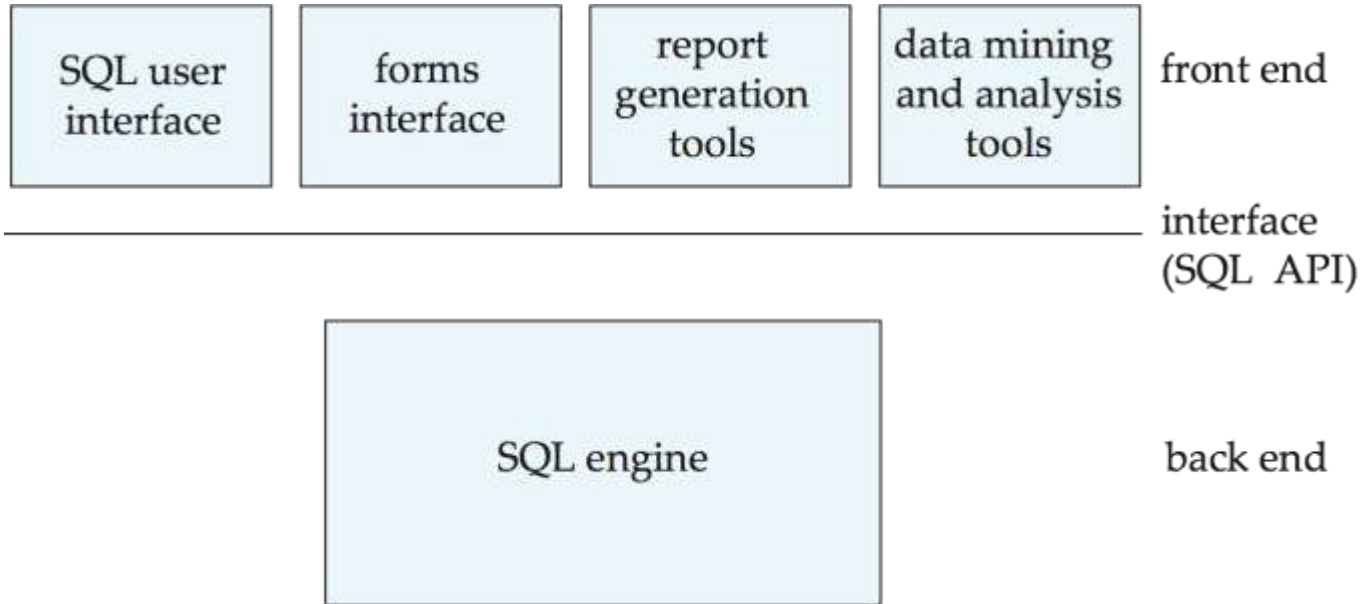 SQL user
interface
forms
interface
report
generation
tools
data mining
and analysis
tools
front end
interface
(SQL API)
SQL engine
back end